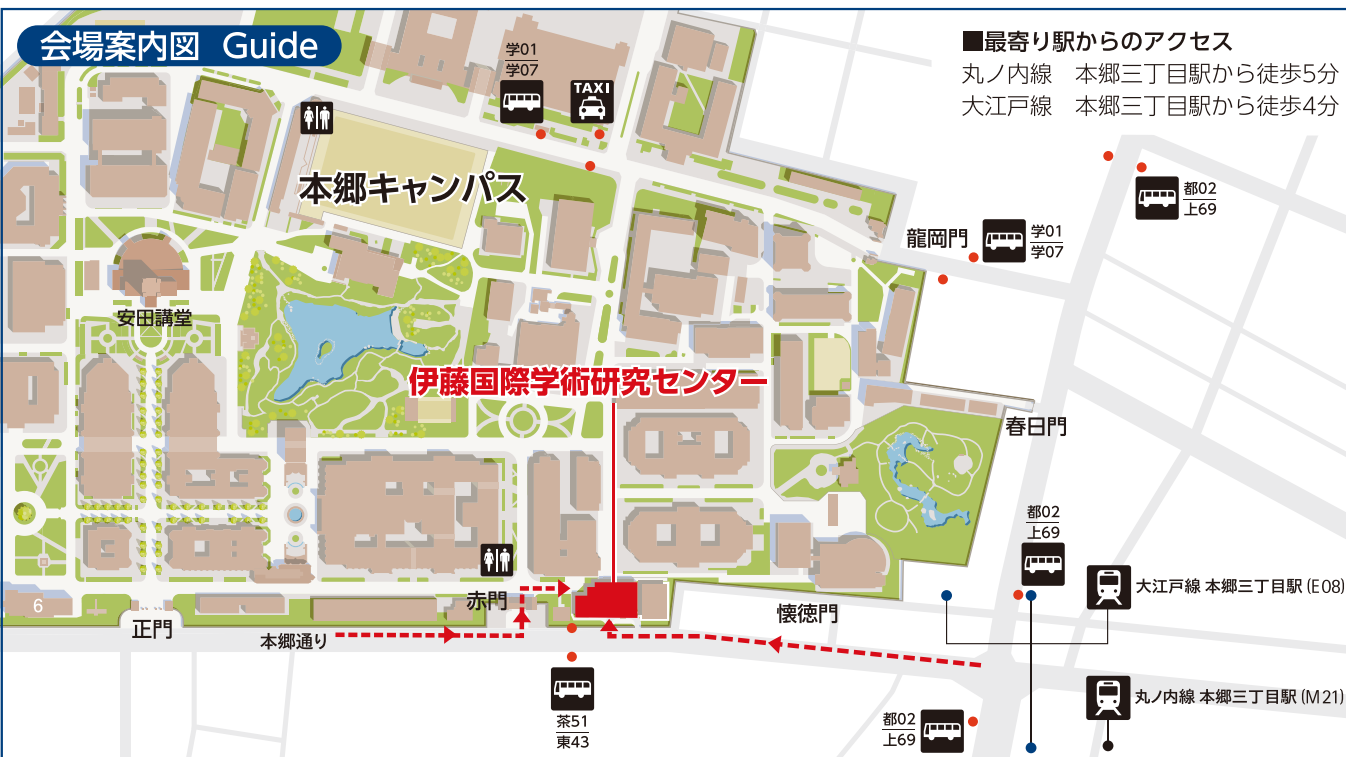 会場案内図 Guide
■最寄り駅からのアクセス
丸ノ内線 本郷三丁目駅から徒歩5分
大江戸線 本郷三丁目駅から徒歩4分
学01
学07
TAXI
本郷キャンパス
都02
上69
龍岡門
学01
学07
安田講堂
伊藤国際学術研究センター
春日門
都02
上69
大江戸線 本郷三丁目駅 (E08)
6
正門
赤門
懐徳門
本郷通り
丸ノ内線 本郷三丁目駅 (M21)
茶51
東43
都02
上69